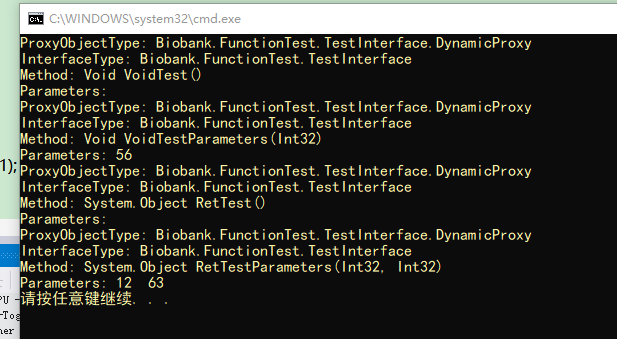 C:\WINDOWS\system32\cmd.exe
ProxyObjectType: Biobank.FunctionTest.TestInterface.DynamicProxy
InterfaceType: Biobank.FunctionTest.TestInterface
Method: Void VoidTest()
Parameters:
ProxyObjectType: Biobank.FunctionTest.TestInterface.DynamicProxy
InterfaceType: Biobank.FunctionTest.TestInterface
Method: Void VoidTestParameters(Int32)
Parameters: 56
ProxyObjectType: Biobank.FunctionTest.TestInterface.DynamicProxy
InterfaceType: Biobank.FunctionTest.TestInterface
Method: System.Object RetTest()
Parameters:
ProxyObjectType: Biobank.FunctionTest.TestInterface.DynamicProxy
InterfaceType: Biobank.FunctionTest.TestInterface
Method: System.Object RetTestParameters(Int32, Int32)
Parameters: 12  63
请按任意键继续. . .
1);